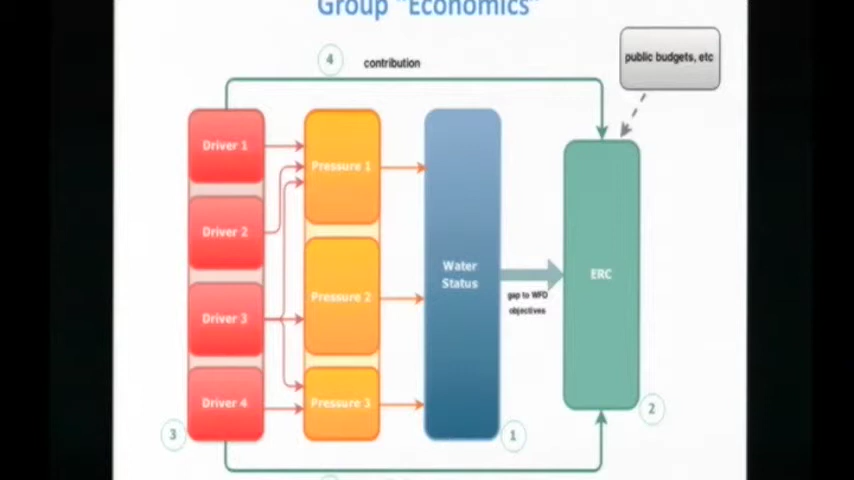 Group "Economics"
4
contribution
public budgets, etc
Driver 1
Driver 2
Driver 3
Driver 4
Pressure 1
Pressure 2
Pressure 3
Water
Status
gap to WFD
objectives
ERC
3
1
2